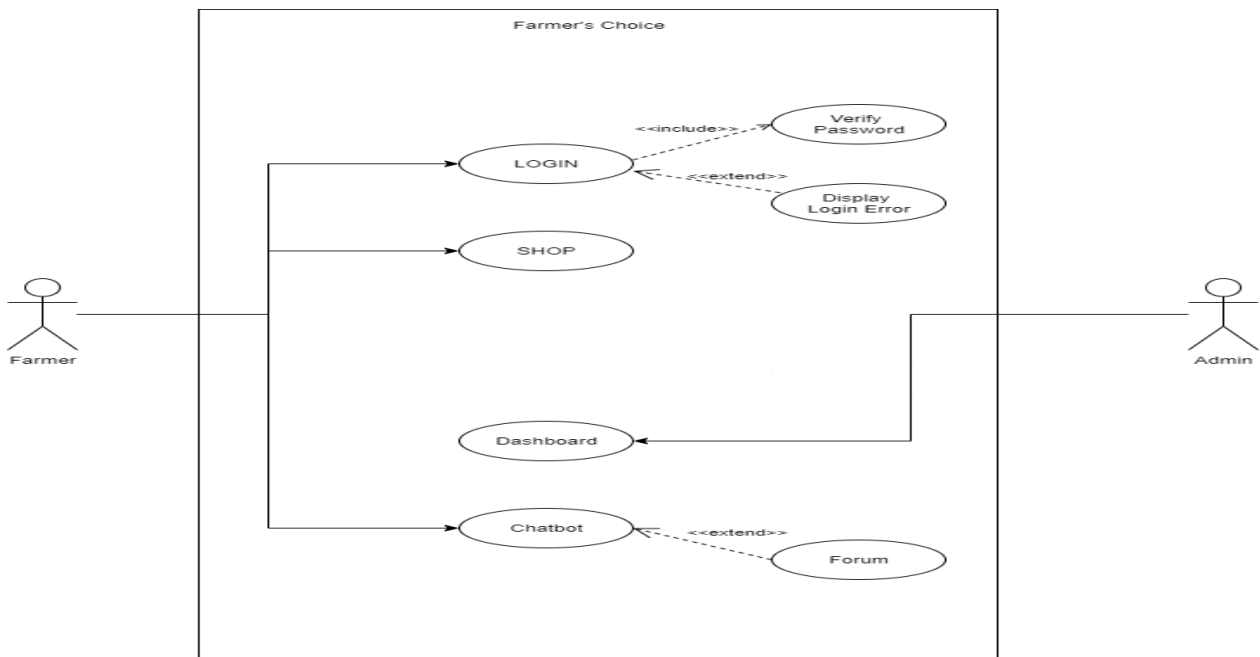 Farmer's Choice
<<include>>
Verify
Password
LOGIN
<<extend>>
Display
Login Error
SHOP
Farmer
Admin
Dashboard
Chatbot
<<extend>>
Forum